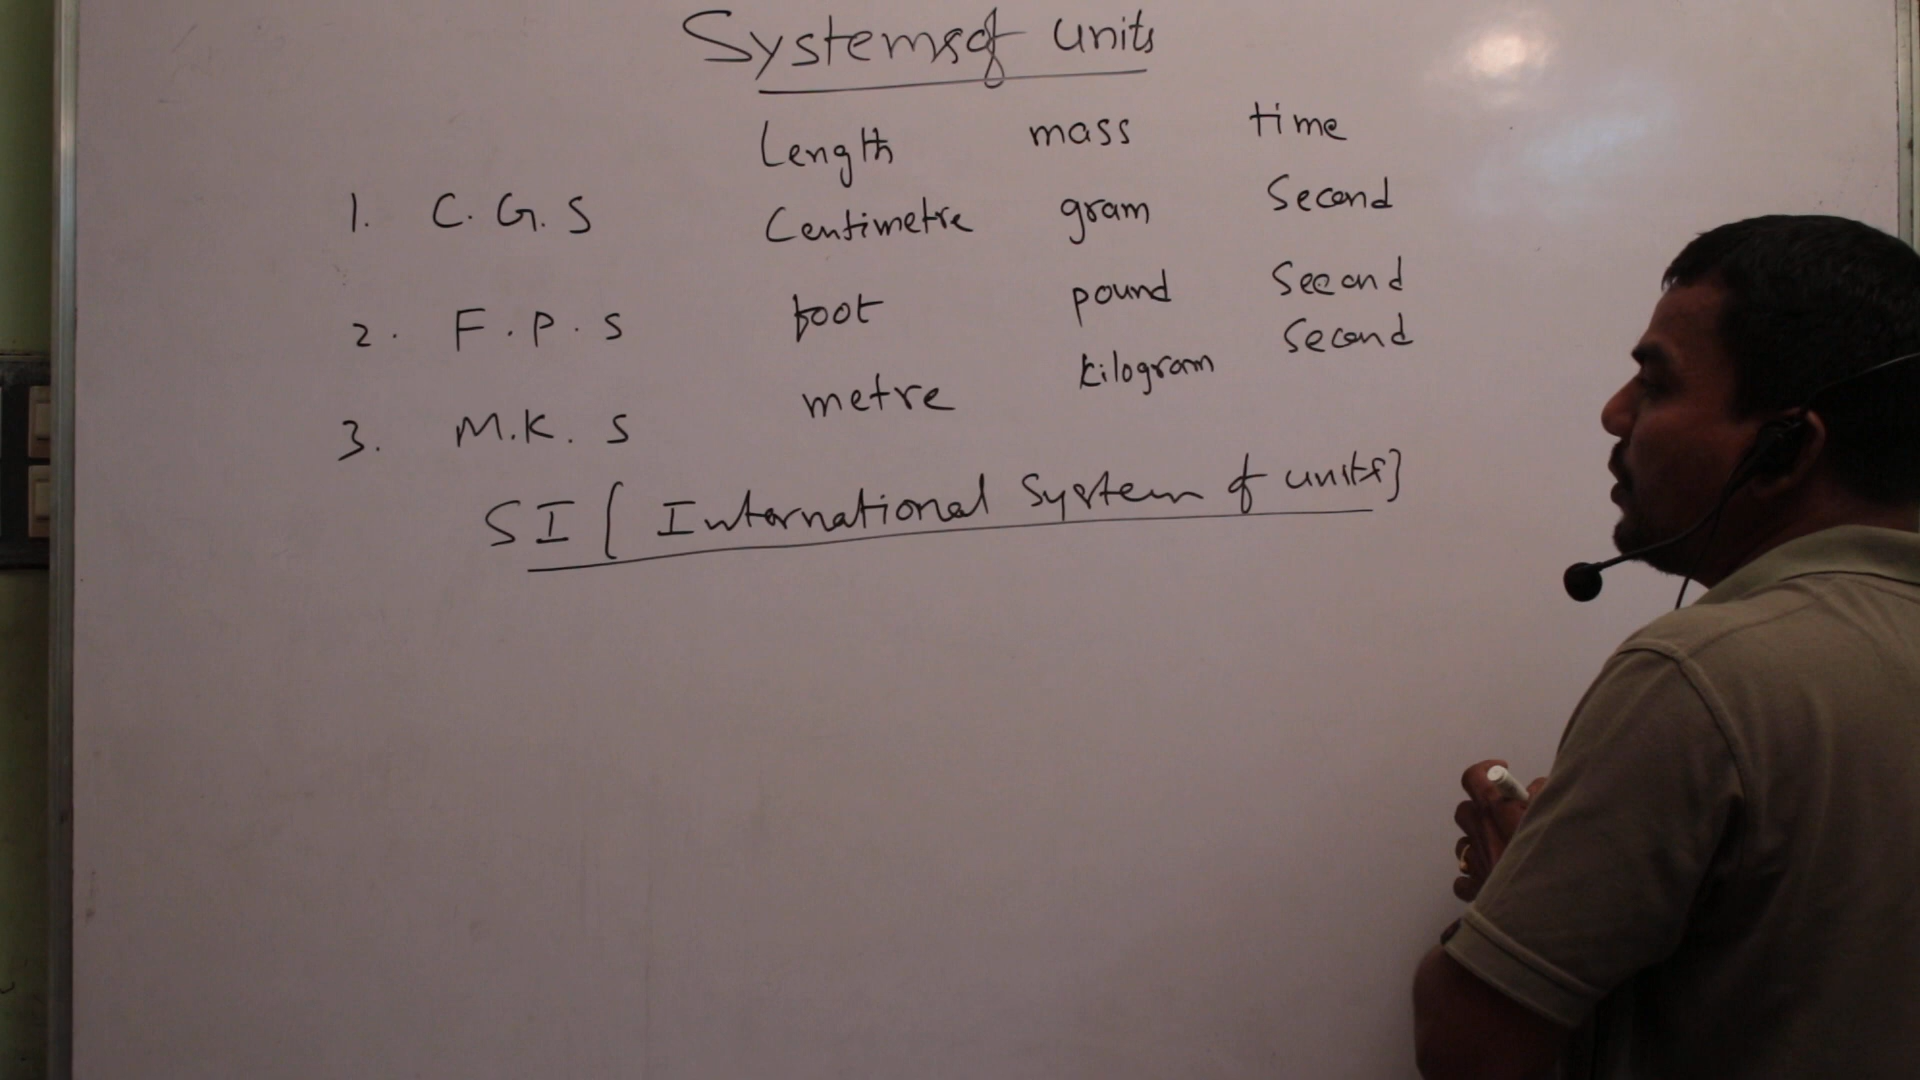 Systems of units
Length mass time
1. C. G. S Centimetre gram Second
2. F. P. S foot pound Second
3. M. K. S metre kilogram Second
SI [ International System of units ]